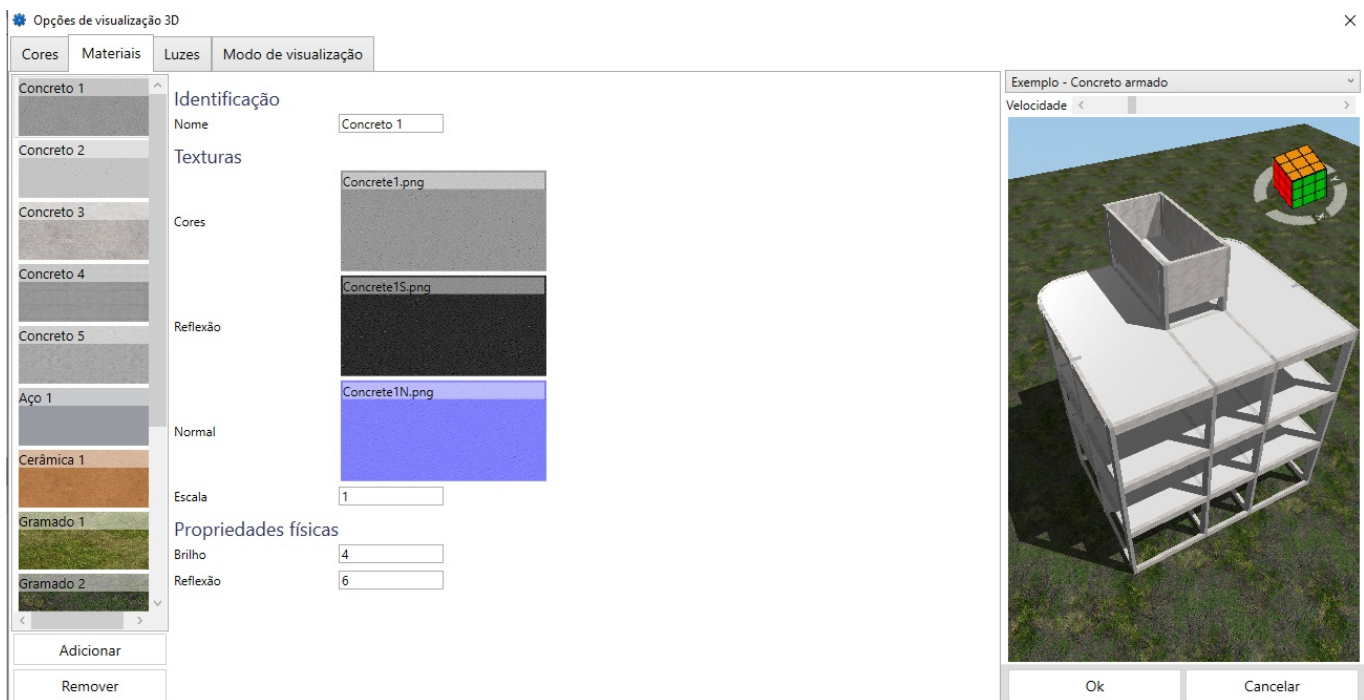 Opções de visualização 3D
Cores
Materiais
Luzes
Modo de visualização
Concreto 1
Concreto 2
Concreto 3
Concreto 4
Concreto 5
Aço 1
Cerâmica 1
Gramado 1
Gramado 2
Adicionar
Remover
Identificação
Nome Concreto 1
Texturas
Cores
Concrete1.png
Reflexão
Concrete1S.png
Normal
Concrete1N.png
Escala 1
Propriedades físicas
Brilho 4
Reflexão 6
Exemplo - Concreto armado
Velocidade
Y
X
Ok
Cancelar